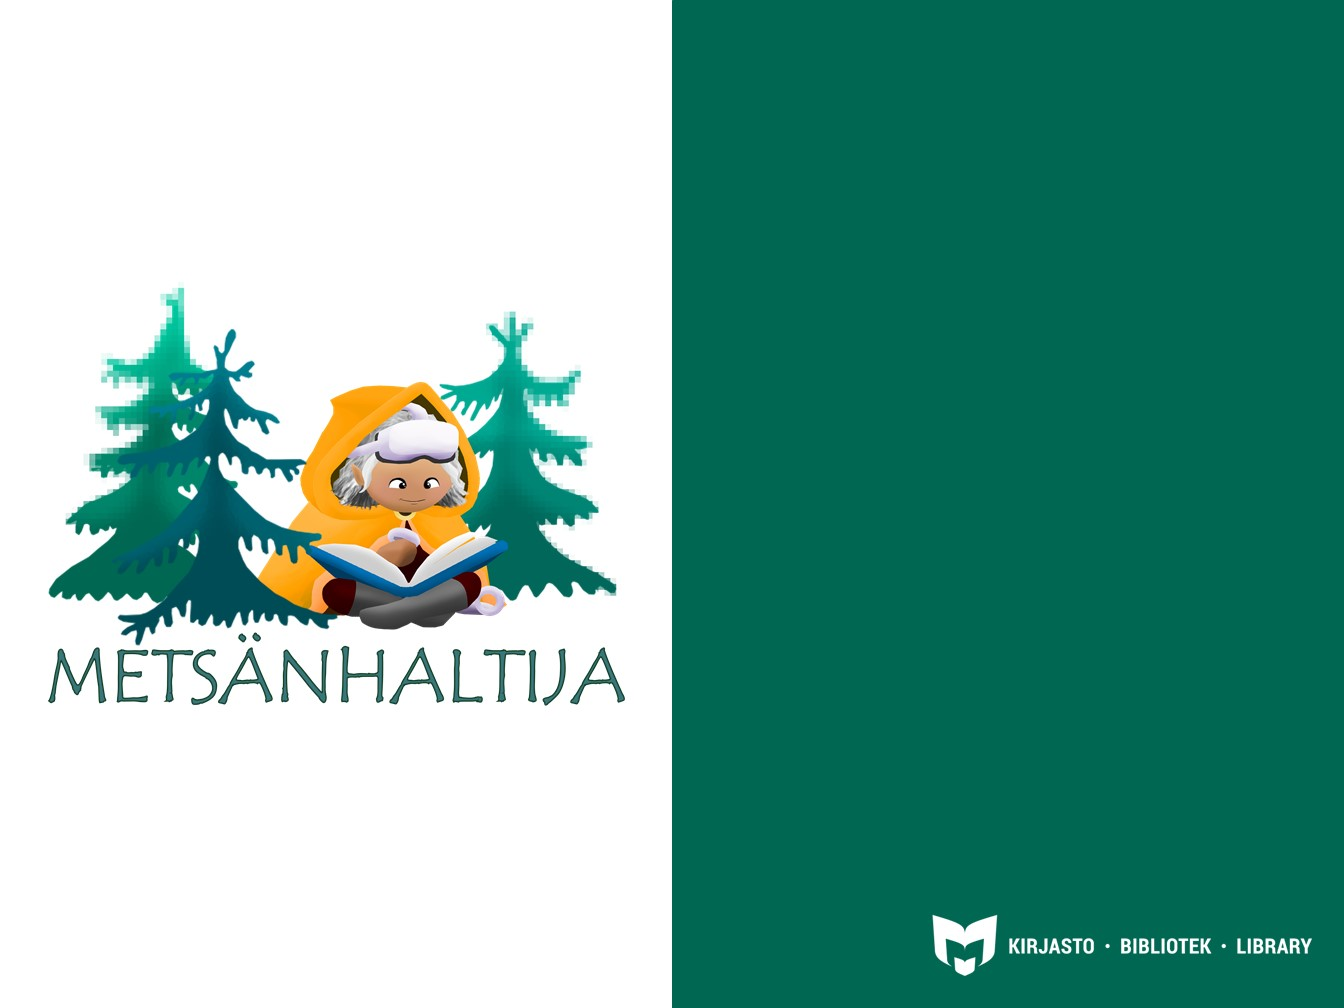 METSÄNHALTIJA
KIRJASTO · BIBLIOTEK · LIBRARY